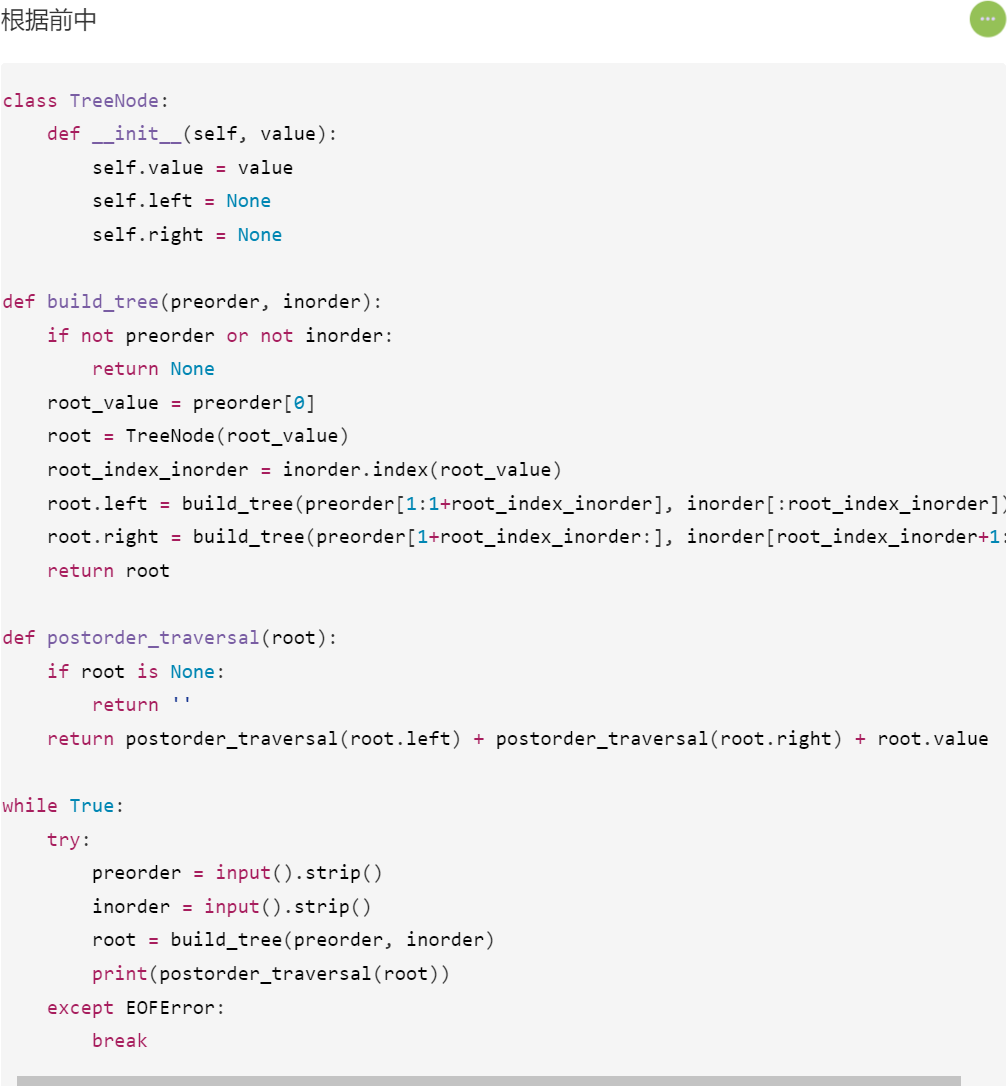 根据前中
class TreeNode:
    def __init__(self, value):
        self.value = value
        self.left = None
        self.right = None
def build_tree(preorder, inorder):
    if not preorder or not inorder:
        return None
    root_value = preorder[0]
    root = TreeNode(root_value)
    root_index_inorder = inorder.index(root_value)
    root.left = build_tree(preorder[1:1+root_index_inorder], inorder[:root_index_inorder])
    root.right = build_tree(preorder[1+root_index_inorder:], inorder[root_index_inorder+1:
    return root
def postorder_traversal(root):
    if root is None:
        return ''
    return postorder_traversal(root.left) + postorder_traversal(root.right) + root.value
while True:
    try:
        preorder = input().strip()
        inorder = input().strip()
        root = build_tree(preorder, inorder)
        print(postorder_traversal(root))
    except EOFError:
        break